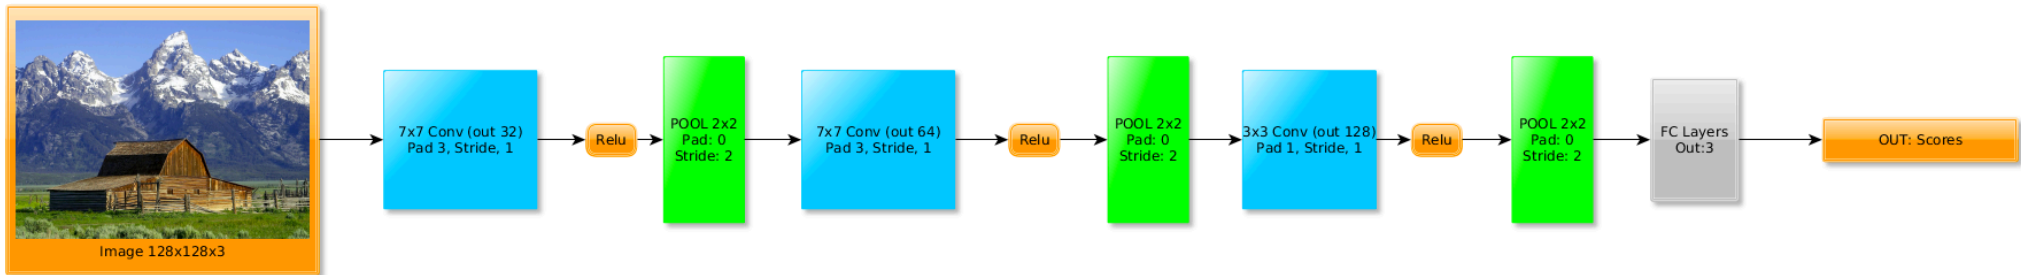 Image 128x128x3
7x7 Conv (out 32)
Pad 3, Stride, 1
Relu
POOL 2x2
Pad: 0
Stride: 2
7x7 Conv (out 64)
Pad 3, Stride, 1
Relu
POOL 2x2
Pad: 0
Stride: 2
3x3 Conv (out 128)
Pad 1, Stride, 1
Relu
POOL 2x2
Pad: 0
Stride: 2
FC Layers
Out:3
OUT: Scores